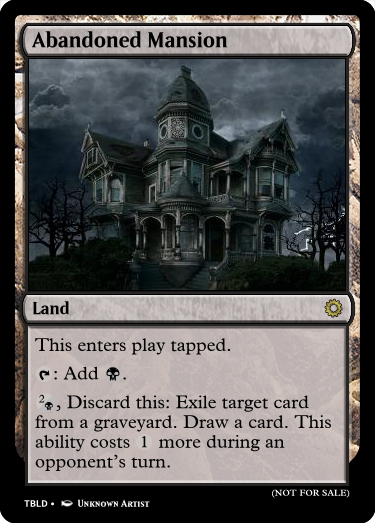 Abandoned Mansion
Land
This enters play tapped.
: Add .
2, Discard this: Exile target card
from a graveyard. Draw a card. This
ability costs 1 more during an
opponent's turn.
(NOT FOR SALE)
TBLD • Unknown Artist